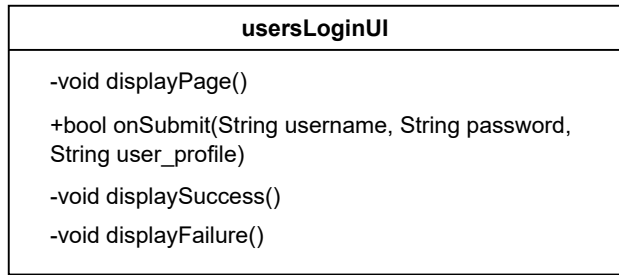 usersLoginUI
-void displayPage()
+bool onSubmit(String username, String password,
String user_profile)
-void displaySuccess()
-void displayFailure()